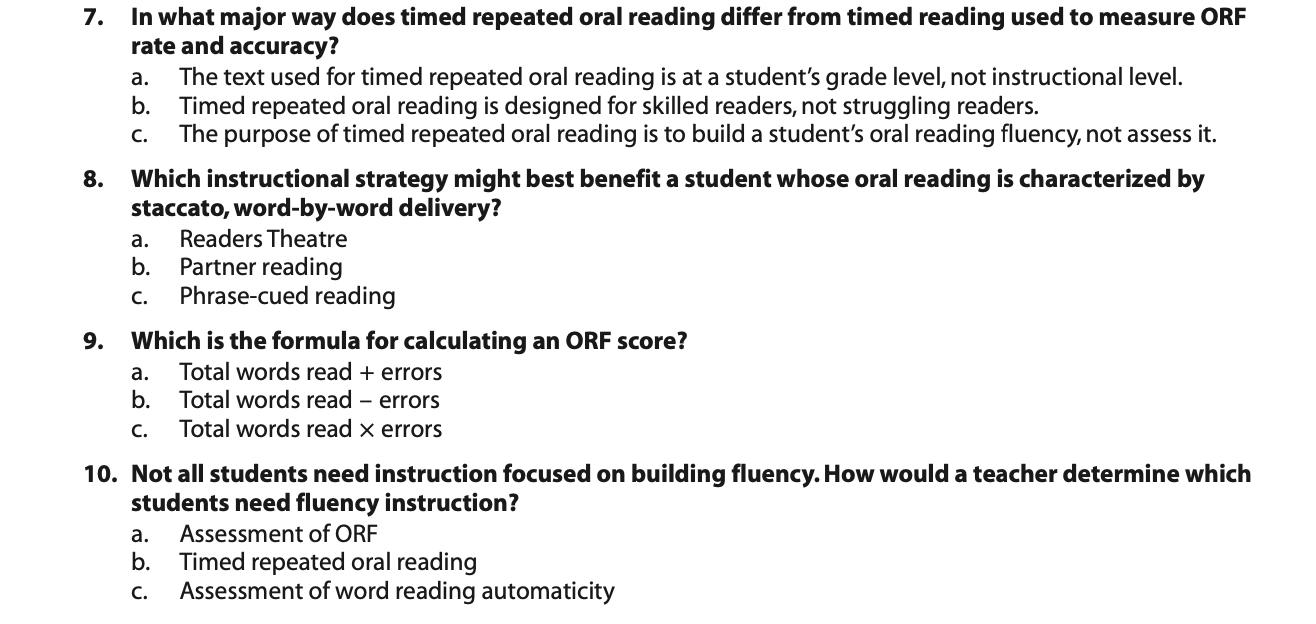 7. In what major way does timed repeated oral reading differ from timed reading used to measure ORF
rate and accuracy?
a. The text used for timed repeated oral reading is at a student's grade level, not instructional level.
b. Timed repeated oral reading is designed for skilled readers, not struggling readers.
c. The purpose of timed repeated oral reading is to build a student's oral reading fluency, not assess it.
8. Which instructional strategy might best benefit a student whose oral reading is characterized by
staccato, word-by-word delivery?
a. Readers Theatre
b. Partner reading
c. Phrase-cued reading
9. Which is the formula for calculating an ORF score?
a. Total words read + errors
b. Total words read – errors
c. Total words read × errors
10. Not all students need instruction focused on building fluency. How would a teacher determine which
students need fluency instruction?
a. Assessment of ORF
b. Timed repeated oral reading
c. Assessment of word reading automaticity